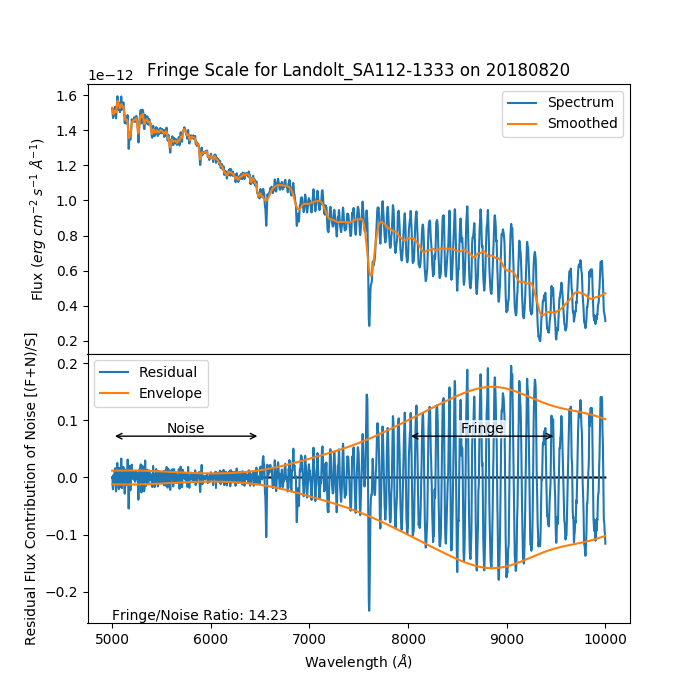 Fringe Scale for Landolt_SA112-1333 on 20180820
1e−12
Spectrum
Smoothed
1.6
1.4
1.2
1.0
0.8
0.6
0.4
0.2
Flux (erg cm⁻² s⁻¹ Å⁻¹)
Residual
Envelope
0.2
0.1
0.0
−0.1
−0.2
Residual Flux Contribution of Noise [(F+N)/S]
Noise
Fringe
Fringe/Noise Ratio: 14.23
5000 6000 7000 8000 9000 10000
Wavelength (Å)